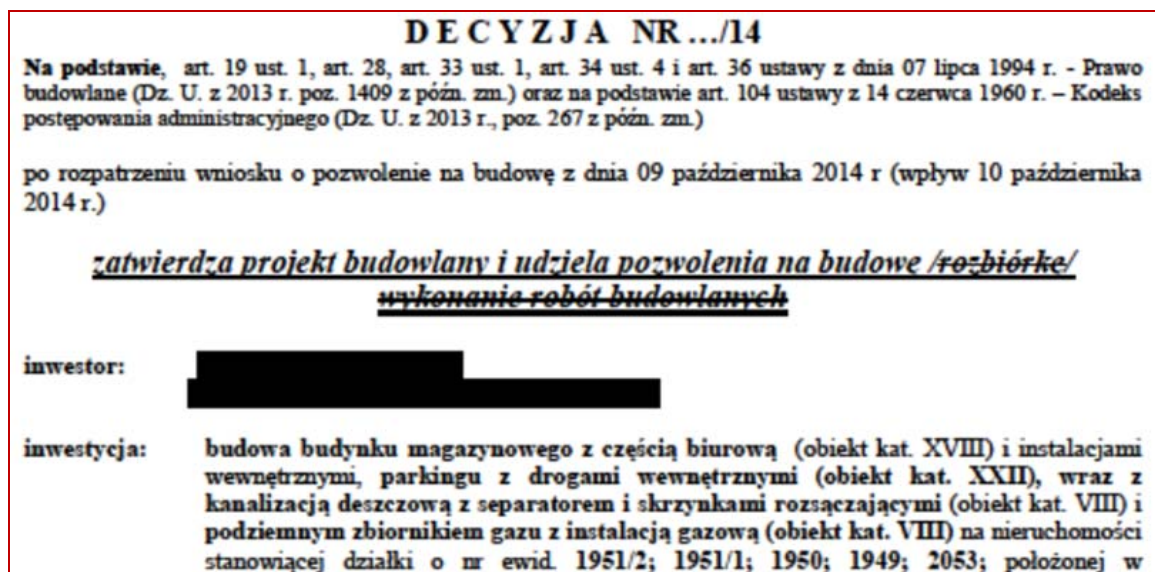 DECYZJA NR .../14
Na podstawie, art. 19 ust. 1, art. 28, art. 33 ust. 1, art. 34 ust. 4 i art. 36 ustawy z dnia 07 lipca 1994 r. - Prawo
budowlane (Dz. U. z 2013 r. poz. 1409 z późn. zm.) oraz na podstawie art. 104 ustawy z 14 czerwca 1960 r. – Kodeks
postępowania administracyjnego (Dz. U. z 2013 r., poz. 267 z późn. zm.)
po rozpatrzeniu wniosku o pozwolenie na budowę z dnia 09 października 2014 r (wpływ 10 października
2014 r.)
zatwierdza projekt budowlany i udziela pozwolenia na budowę /rozbiórkę/
wykonanie robót budowlanych
inwestor:
inwestycja: budowa budynku magazynowego z częścią biurową (obiekt kat. XVIII) i instalacjami
wewnętrznymi, parkingu z drogami wewnętrznymi (obiekt kat. XXII), wraz z
kanalizacją deszczową z separatorem i skrzynkami rozsączającymi (obiekt kat. VIII) i
podziemnym zbiornikiem gazu z instalacją gazową (obiekt kat. VIII) na nieruchomości
stanowiącej działki o nr ewid. 1951/2; 1951/1; 1950; 1949; 2053; położonej w